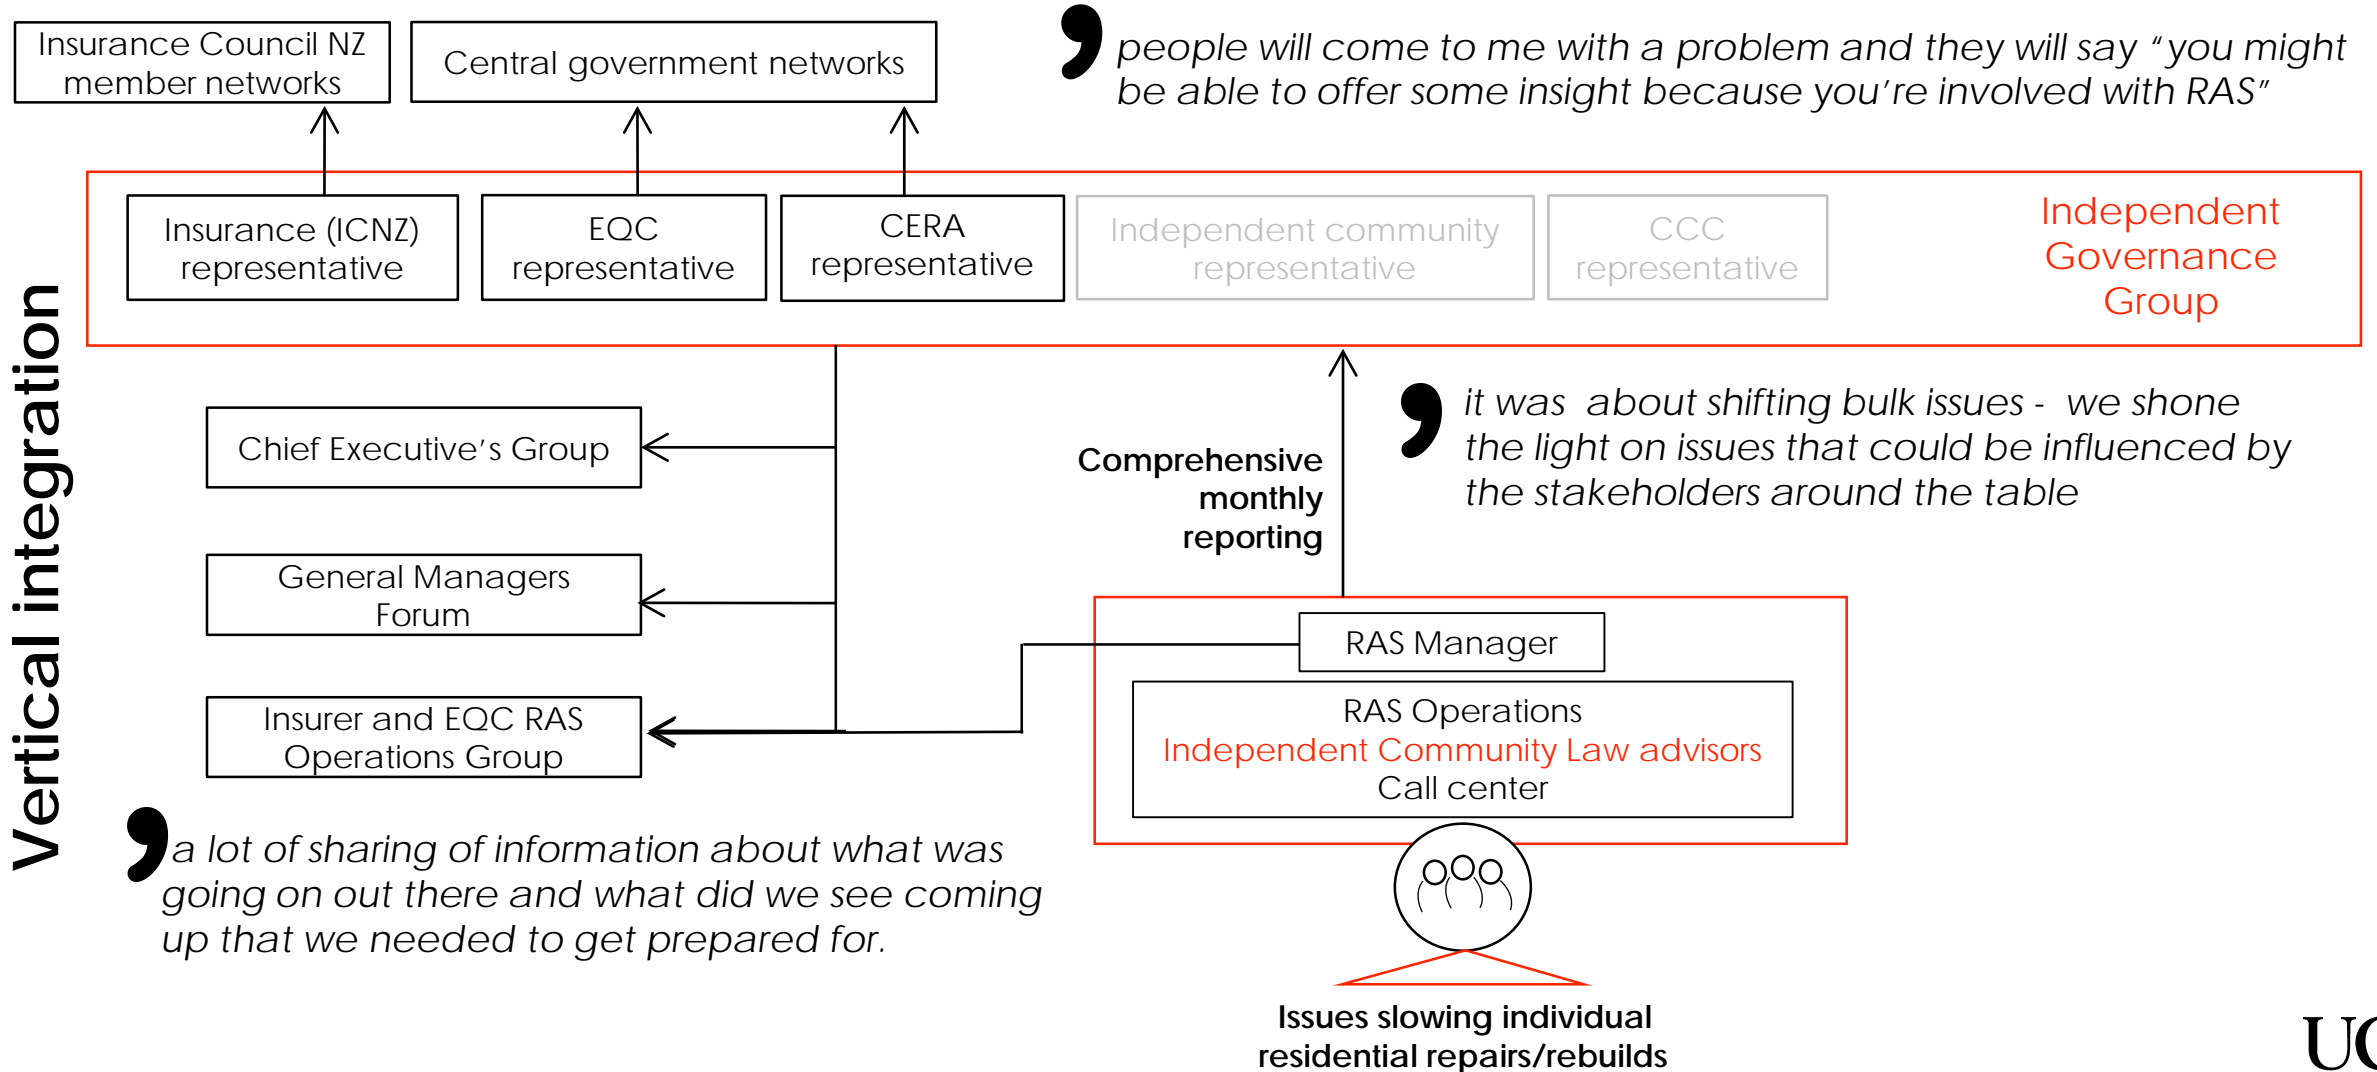 Insurance Council NZ
member networks
Central government networks
❜people will come to me with a problem and they will say “you might
be able to offer some insight because you’re involved with RAS”
Vertical integration
Insurance (ICNZ)
representative
EQC
representative
CERA
representative
Independent community
representative
CCC
representative
Independent
Governance
Group
Chief Executive’s Group
General Managers
Forum
Insurer and EQC RAS
Operations Group
Comprehensive
monthly
reporting
❜it was about shifting bulk issues - we shone
the light on issues that could be influenced by
the stakeholders around the table
RAS Manager
RAS Operations
Independent Community Law advisors
Call center
❜a lot of sharing of information about what was
going on out there and what did we see coming
up that we needed to get prepared for.
Issues slowing individual
residential repairs/rebuilds